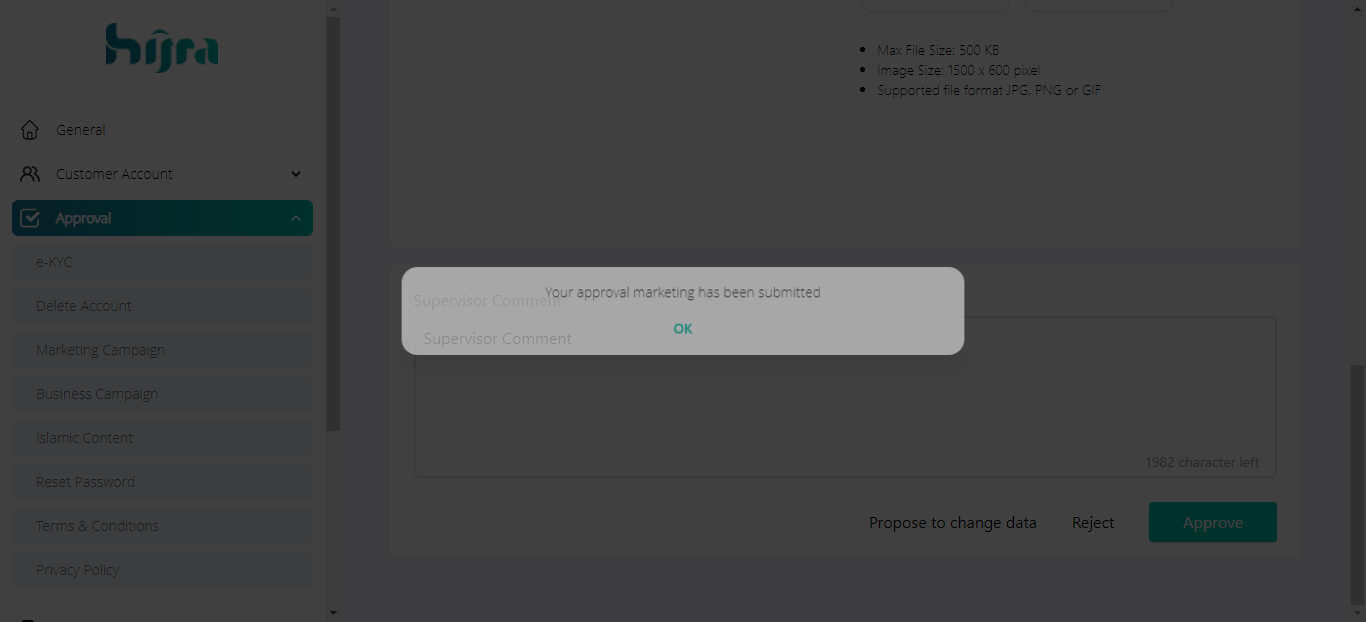 hijra
General
Customer Account
Approval
e-KYC
Delete Account
Marketing Campaign
Business Campaign
Islamic Content
Reset Password
Terms & Conditions
Privacy Policy
Max File Size: 500 KB
Image Size: 1500 x 600 pixel
Supported file format JPG, PNG or GIF
Your approval marketing has been submitted
OK
Supervisor Comment
Supervisor Comment
1982 character left
Propose to change data
Reject
Approve